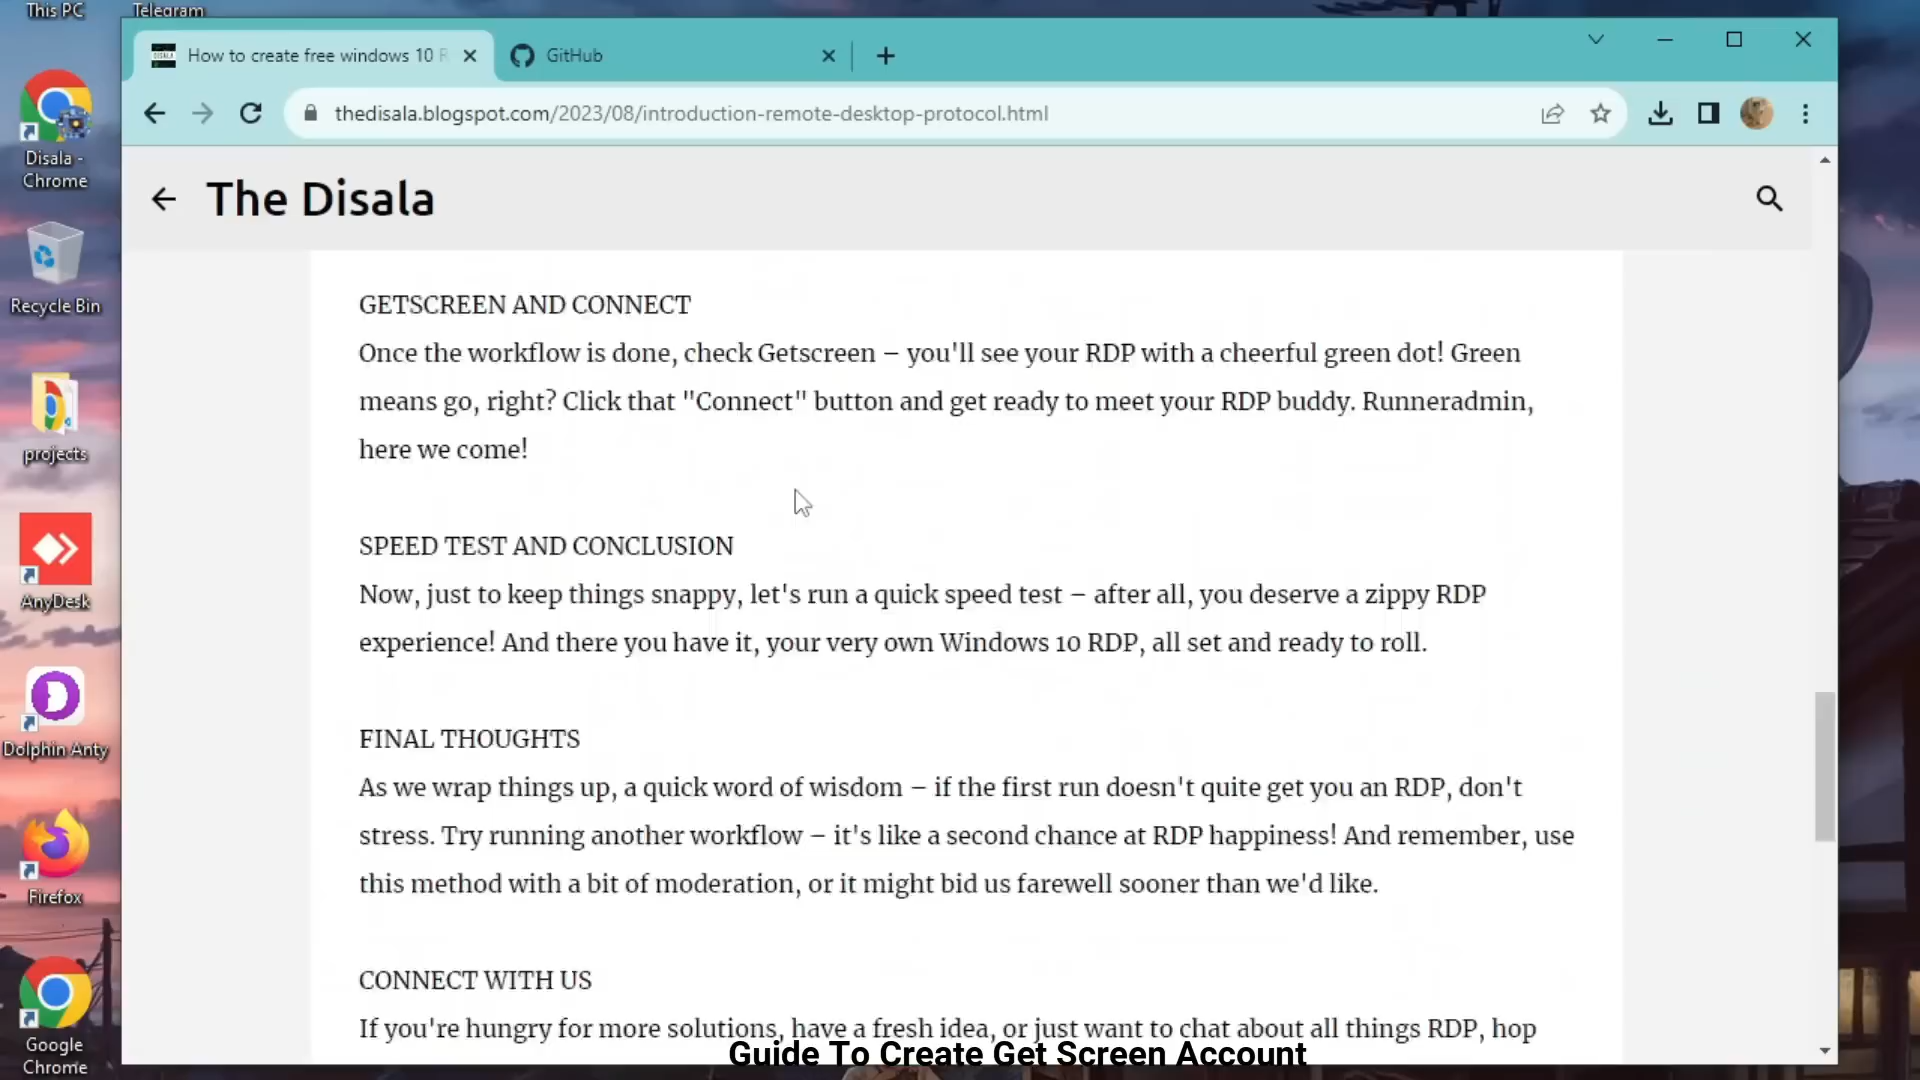 This PC
Telegram
How to create free windows 10 R
GitHub
thedisala.blogspot.com/2023/08/introduction-remote-desktop-protocol.html
Disala -
Chrome
The Disala
Recycle Bin
GETSCREEN AND CONNECT
Once the workflow is done, check Getscreen – you'll see your RDP with a cheerful green dot! Green
means go, right? Click that "Connect" button and get ready to meet your RDP buddy. Runneradmin,
here we come!
projects
SPEED TEST AND CONCLUSION
Now, just to keep things snappy, let's run a quick speed test – after all, you deserve a zippy RDP
experience! And there you have it, your very own Windows 10 RDP, all set and ready to roll.
AnyDesk
FINAL THOUGHTS
As we wrap things up, a quick word of wisdom – if the first run doesn't quite get you an RDP, don't
stress. Try running another workflow – it's like a second chance at RDP happiness! And remember, use
this method with a bit of moderation, or it might bid us farewell sooner than we'd like.
Dolphin Anty
Firefox
CONNECT WITH US
If you're hungry for more solutions, have a fresh idea, or just want to chat about all things RDP, hop
Google
Chrome
Guide To Create Get Screen Account